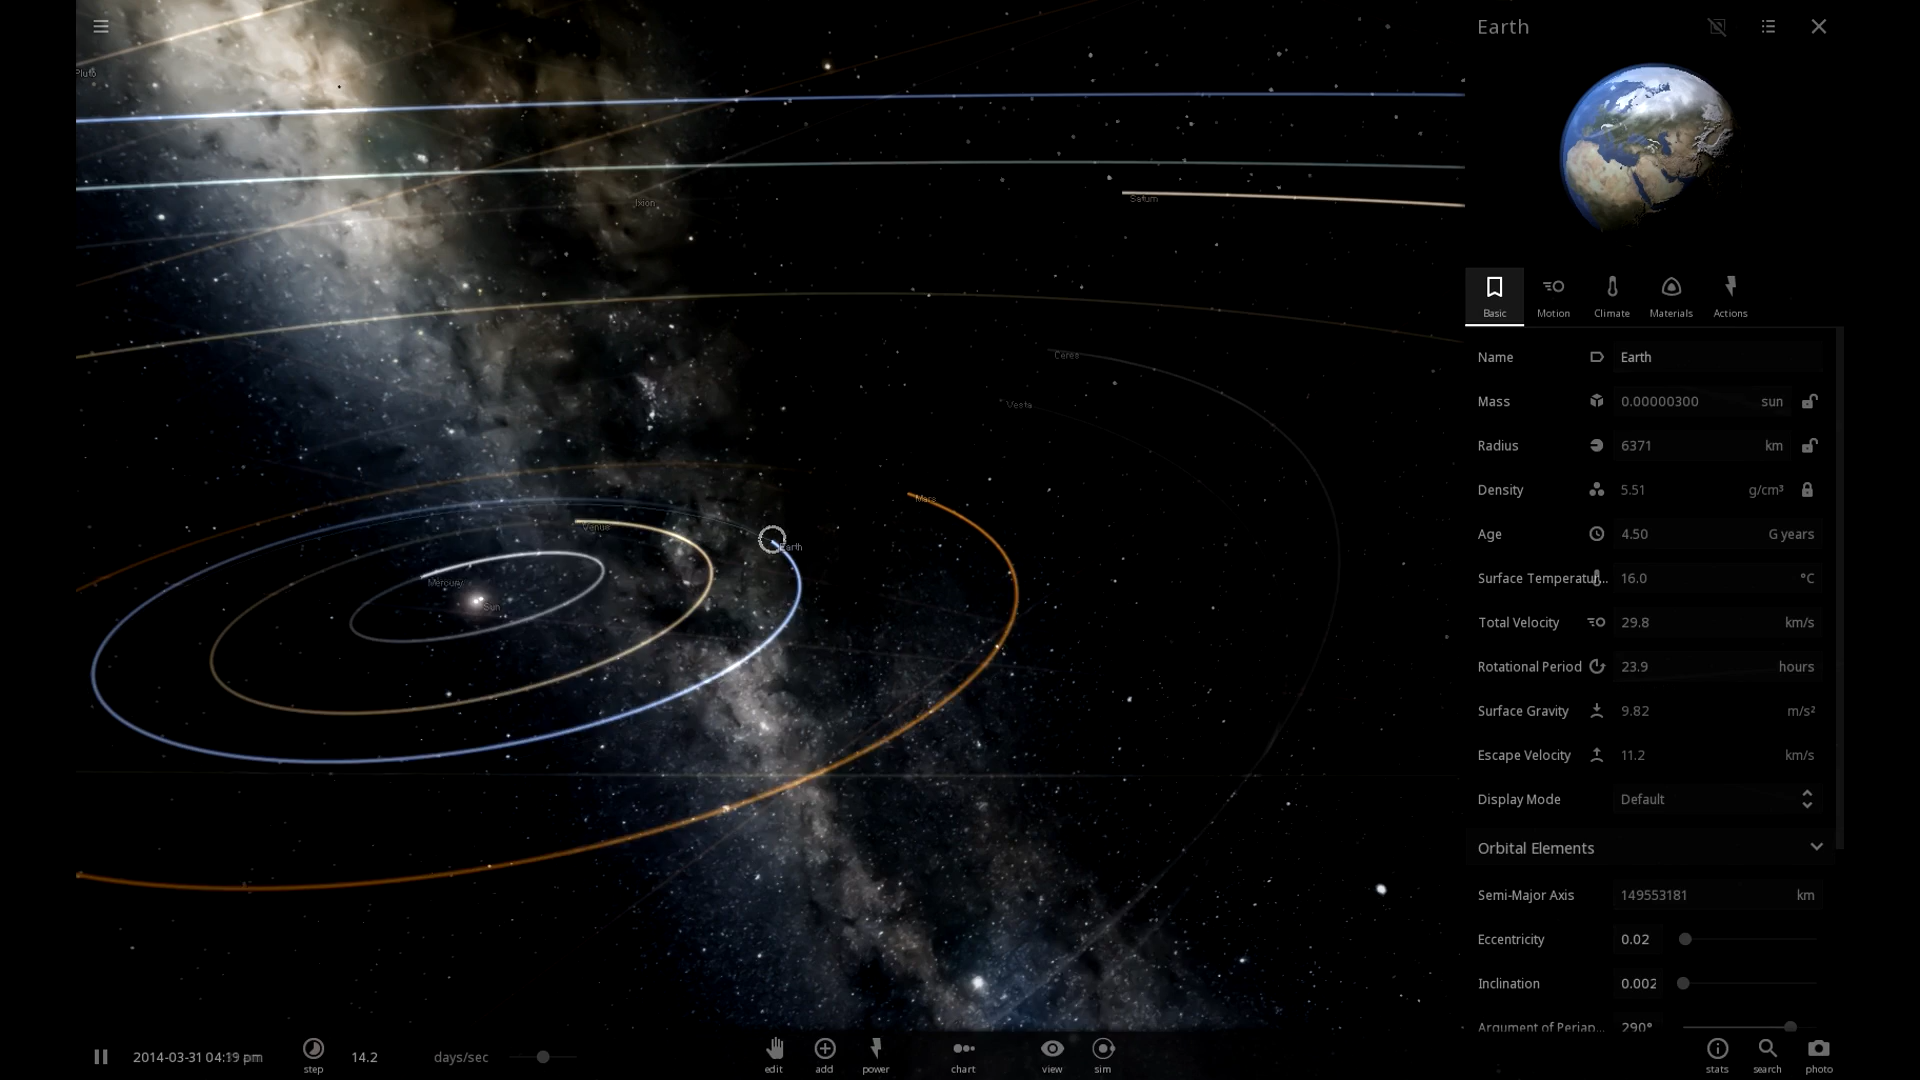 Earth
Pluto
Ixion
Saturn
Ceres
Vesta
Mars
Venus
Earth
Mercury
Sun
Basic
Motion
Climate
Materials
Actions
Name Earth
Mass 0.00000300 sun
Radius 6371 km
Density 5.51 g/cm³
Age 4.50 G years
Surface Temperatur... 16.0 °C
Total Velocity 29.8 km/s
Rotational Period 23.9 hours
Surface Gravity 9.82 m/s²
Escape Velocity 11.2 km/s
Display Mode Default
Orbital Elements
Semi-Major Axis 149553181 km
Eccentricity 0.02
Inclination 0.002
Argument of Periap... 290°
2014-03-31 04:19 pm
step
14.2 days/sec
edit
add
power
chart
view
sim
stats
search
photo